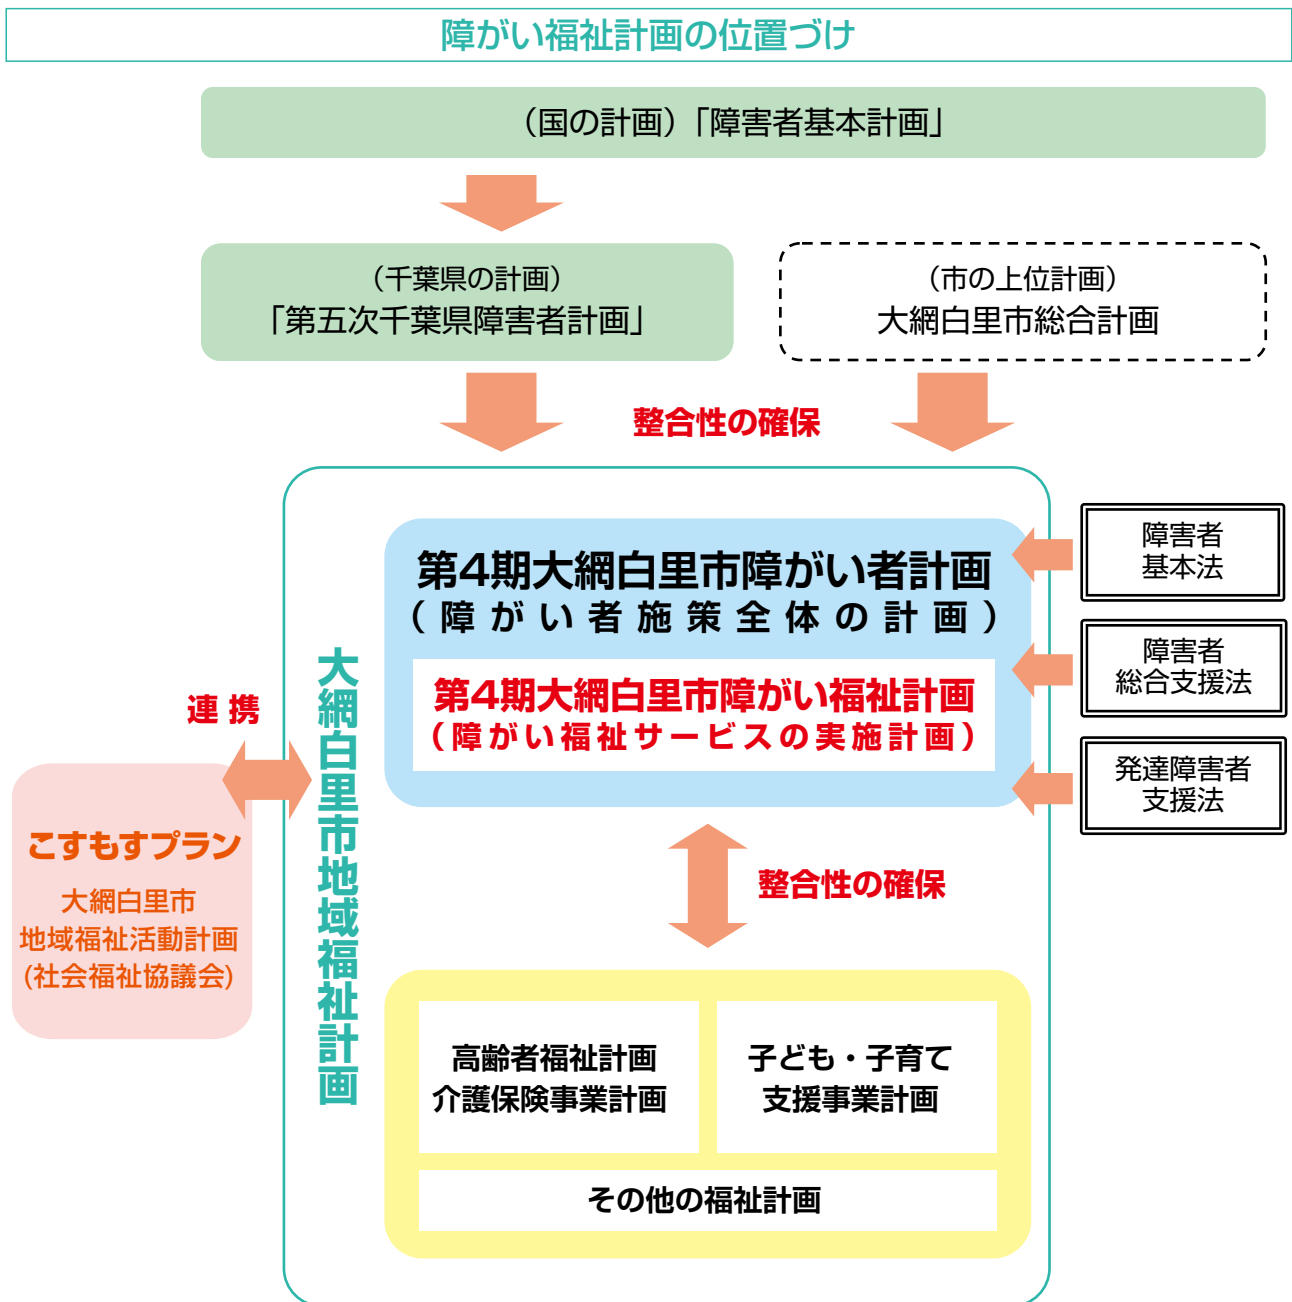 障がい福祉計画の位置づけ
（国の計画）「障害者基本計画」
（千葉県の計画）
「第五次千葉県障害者計画」
（市の上位計画）
大網白里市総合計画
整合性の確保
大網白里市地域福祉計画
第4期大網白里市障がい者計画
（障がい者施策全体の計画）
第4期大網白里市障がい福祉計画
（障がい福祉サービスの実施計画）
障害者
基本法
障害者
総合支援法
発達障害者
支援法
連携
こすもすプラン
大網白里市
地域福祉活動計画
(社会福祉協議会)
整合性の確保
高齢者福祉計画
介護保険事業計画
子ども・子育て
支援事業計画
その他の福祉計画